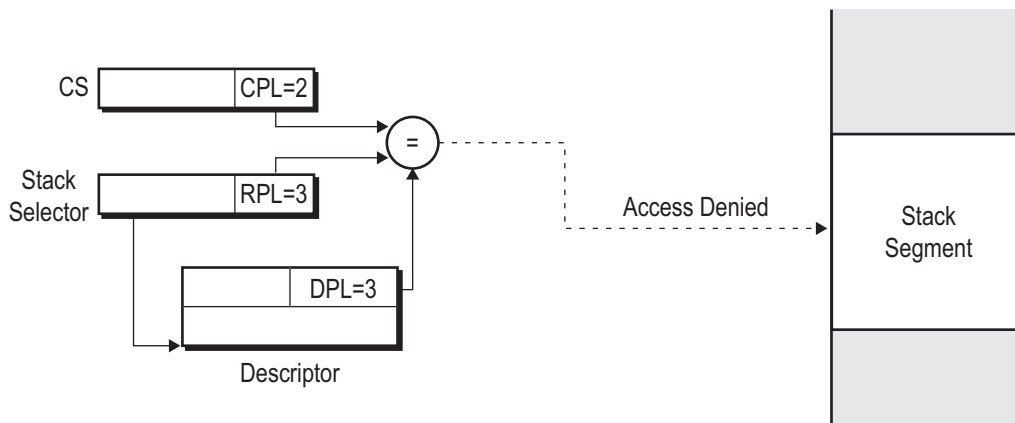 CS
CPL=2
=
Stack
Selector
RPL=3
Access Denied
Stack
Segment
DPL=3
Descriptor